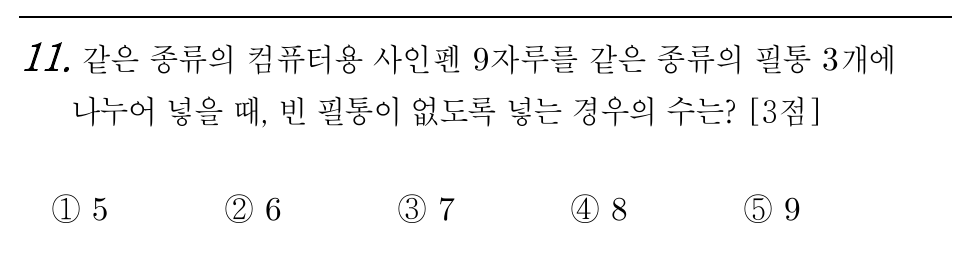 11. 같은 종류의 컴퓨터용 사인펜 9자루를 같은 종류의 필통 3개에
나누어 넣을 때, 빈 필통이 없도록 넣는 경우의 수는? [3점]
① 5 ② 6 ③ 7 ④ 8 ⑤ 9